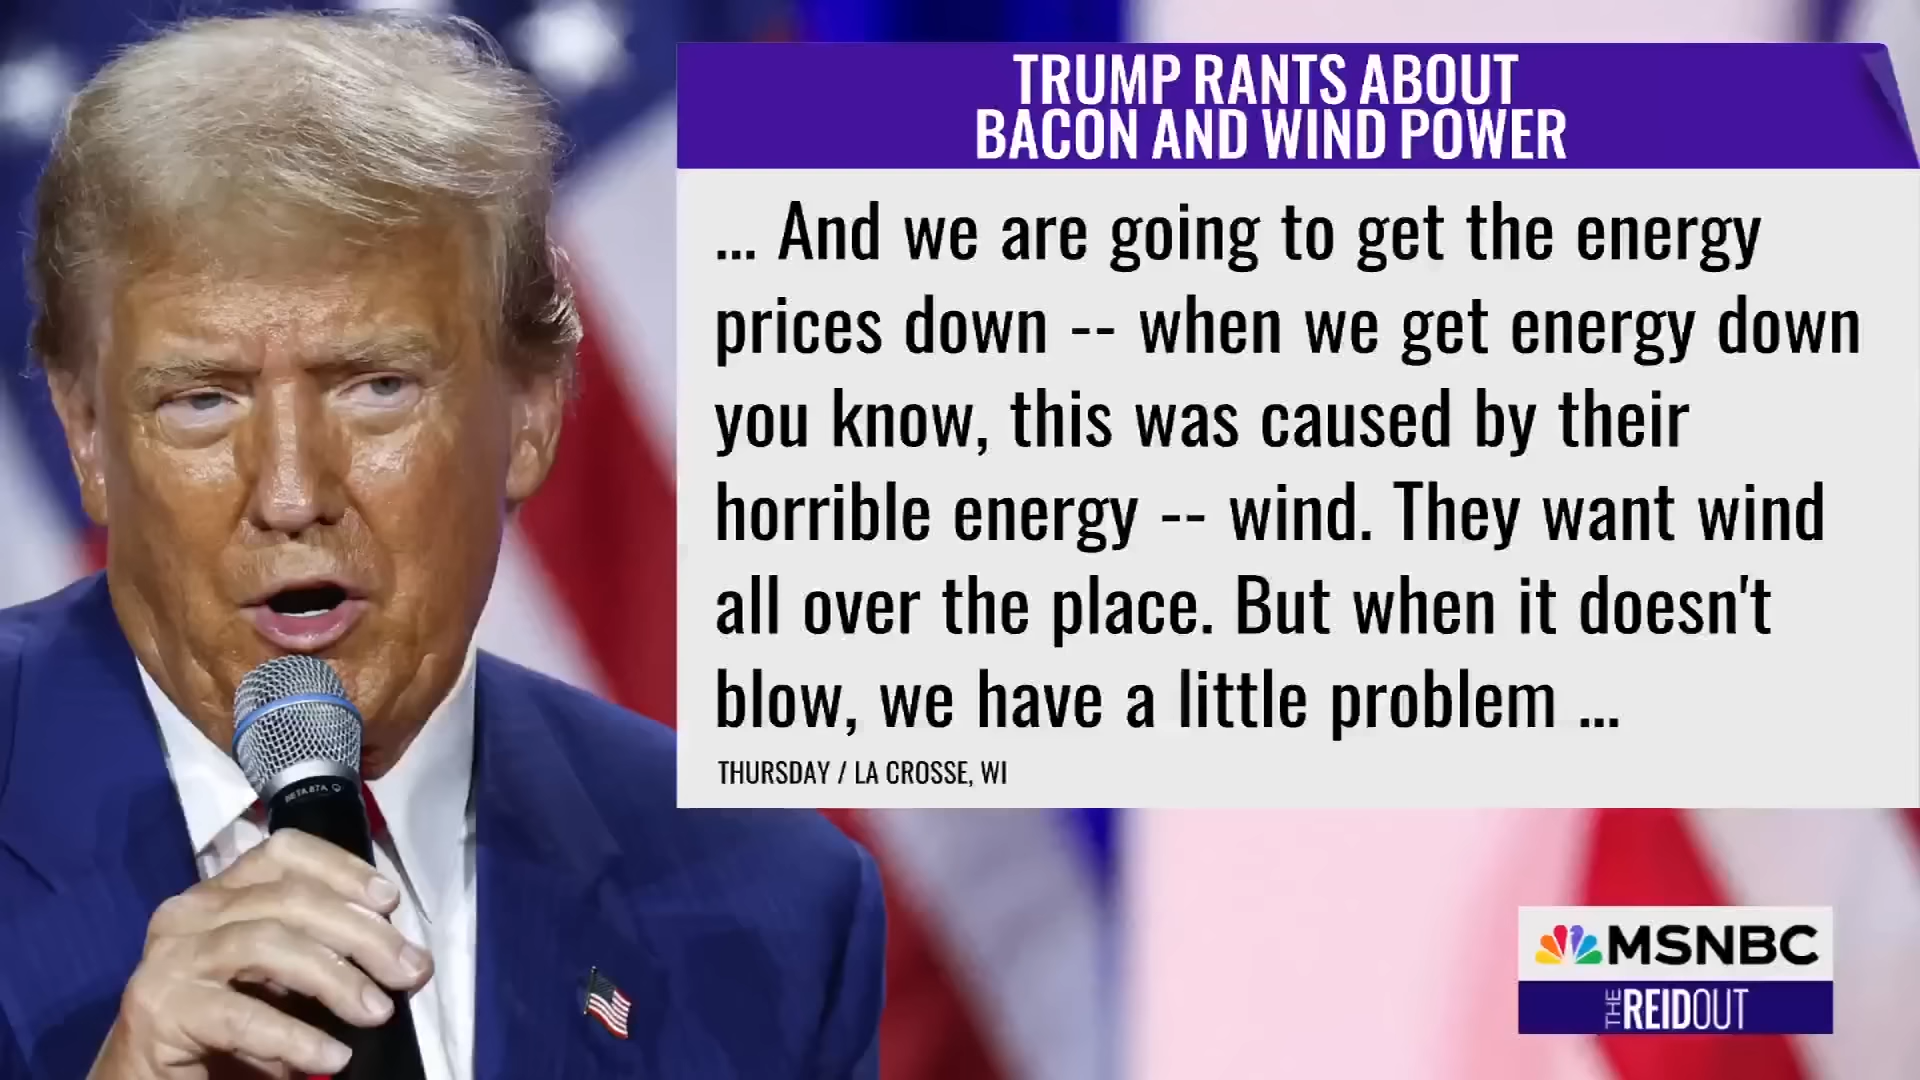 TRUMP RANTS ABOUT
BACON AND WIND POWER
... And we are going to get the energy
prices down -- when we get energy down
you know, this was caused by their
horrible energy -- wind. They want wind
all over the place. But when it doesn't
blow, we have a little problem ...
THURSDAY / LA CROSSE, WI
BETA 87A
MSNBC
THE REIDOUT